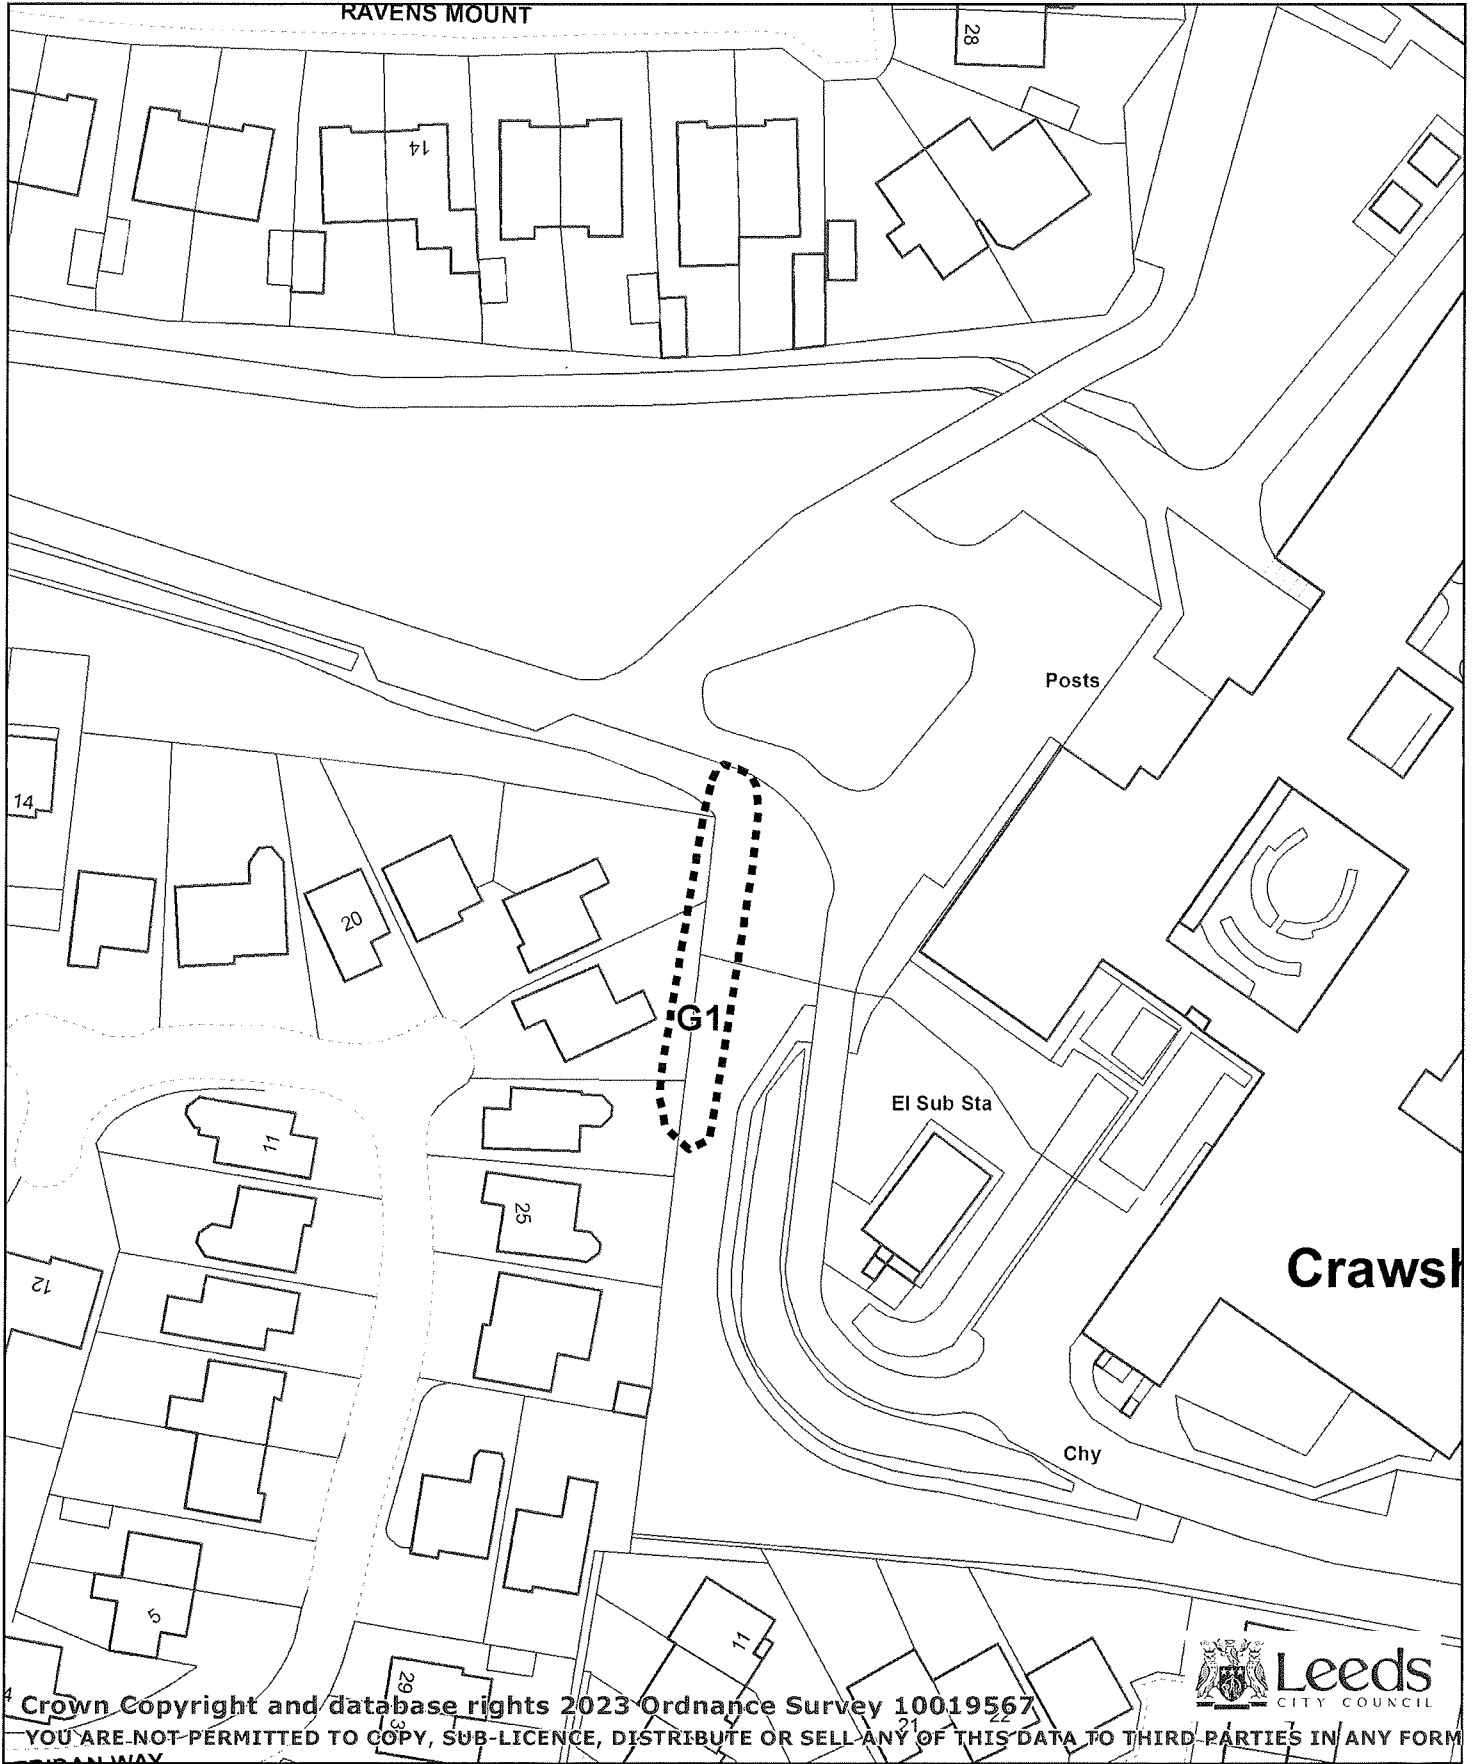 RAVENS MOUNT
28
14
Posts
14
20
G1
El Sub Sta
11
25
12
Crawsh
Chy
5
11
Leeds
CITY COUNCIL
29
21
22
Crown Copyright and database rights 2023 Ordnance Survey 10019567
YOU ARE NOT PERMITTED TO COPY, SUB-LICENCE, DISTRIBUTE OR SELL ANY OF THIS DATA TO THIRD PARTIES IN ANY FORM